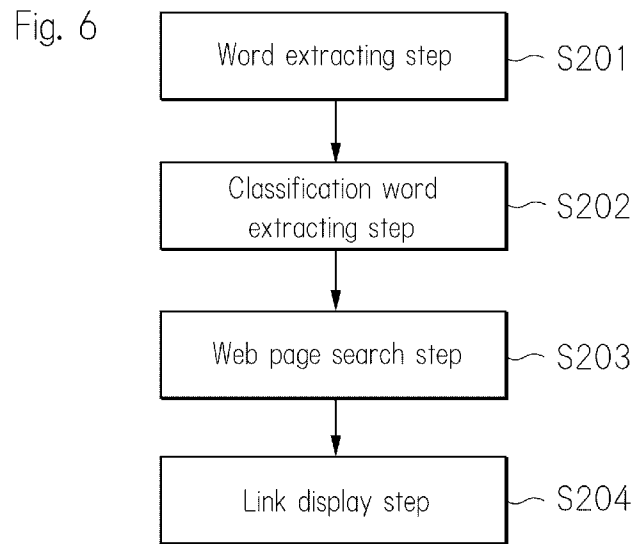 Fig. 6
Word extracting step
S201
Classification word
extracting step
S202
Web page search step
S203
Link display step
S204